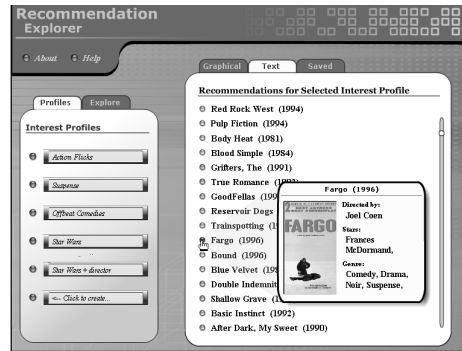 Recommendation
Explorer
About Help
Graphical Text Saved
Profiles Explore
Interest Profiles
Action Flicks
Suspense
Offbeat Comedies
Star Wars
Star Wars + director
<-- Click to create...
Recommendations for Selected Interest Profile
Red Rock West (1994)
Pulp Fiction (1994)
Body Heat (1981)
Blood Simple (1984)
Grifters, The (1991)
True Romance
GoodFellas
Reservoir Dogs
Trainspotting
Fargo (1996)
Bound (1996)
Blue Velvet
Double Indemnit
Shallow Grave
Basic Instinct (1992)
After Dark, My Sweet (1990)
Fargo (1996)
FARGO
Directed by:
Joel Coen
Stars:
Frances
McDormand,
Genre:
Comedy, Drama,
Noir, Suspense,